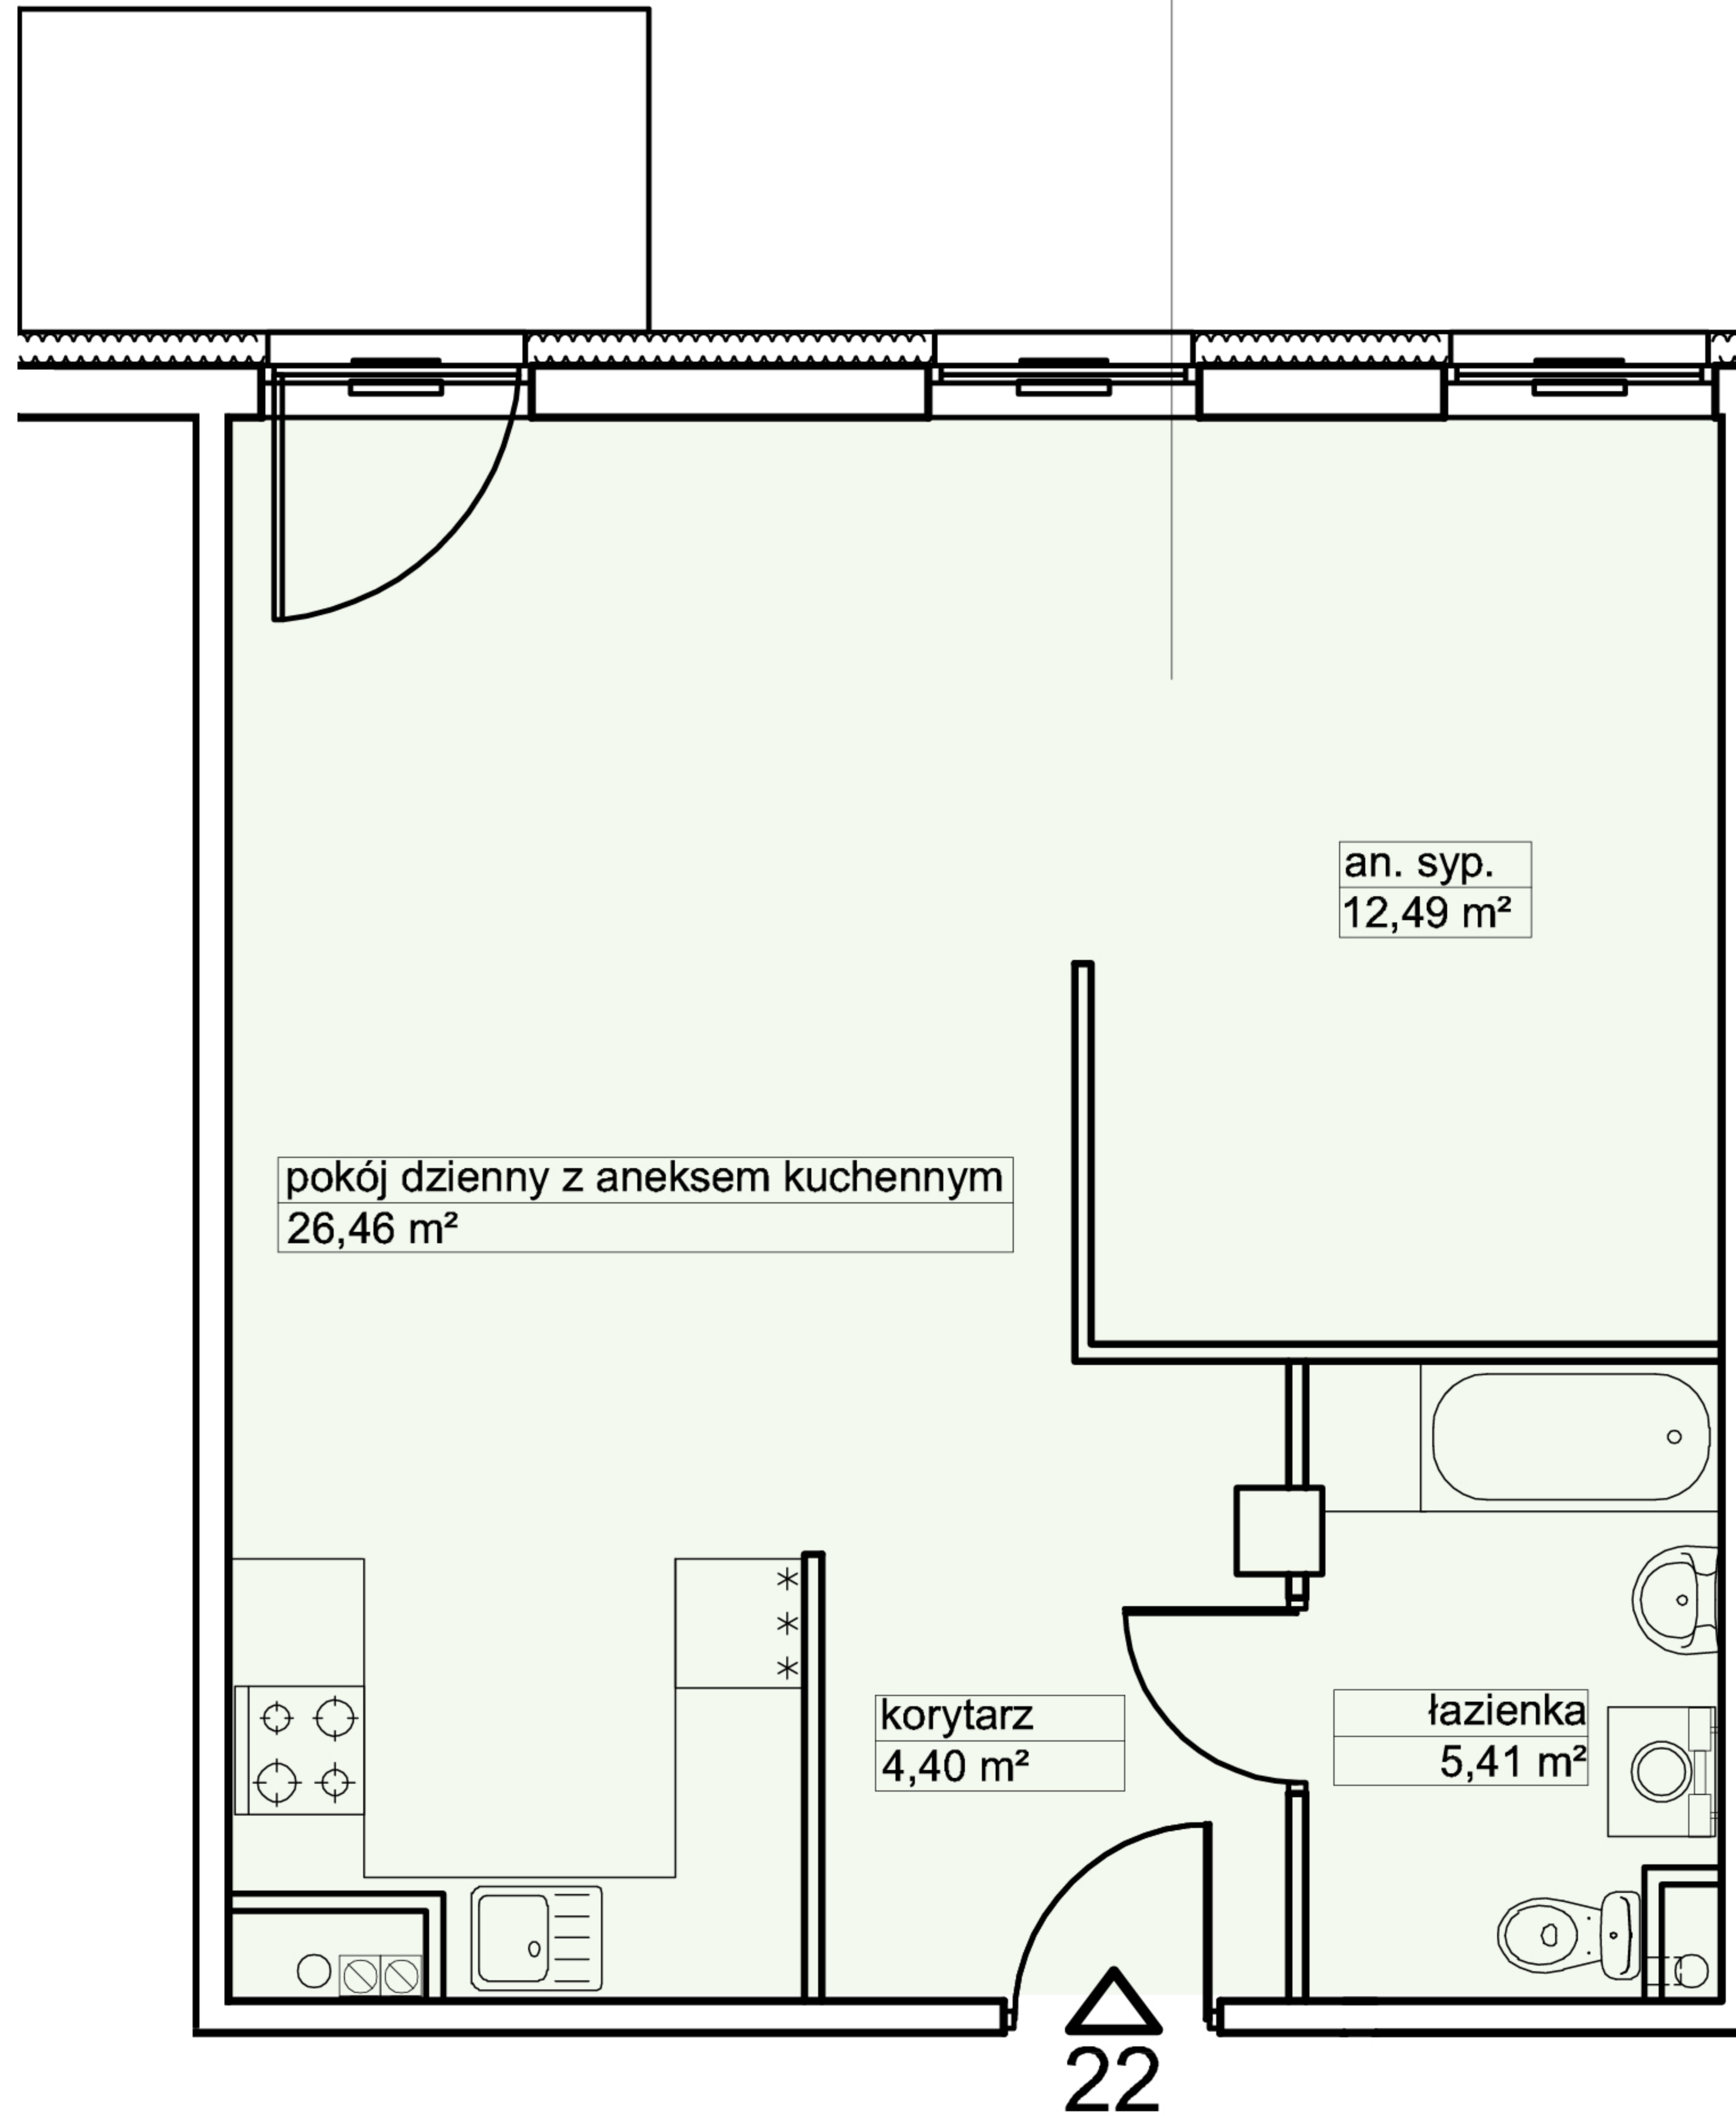 an. syp.
12,49 m²
pokój dzienny z aneksem kuchennym
26,46 m²
korytarz
4,40 m²
łazienka
5,41 m²
22